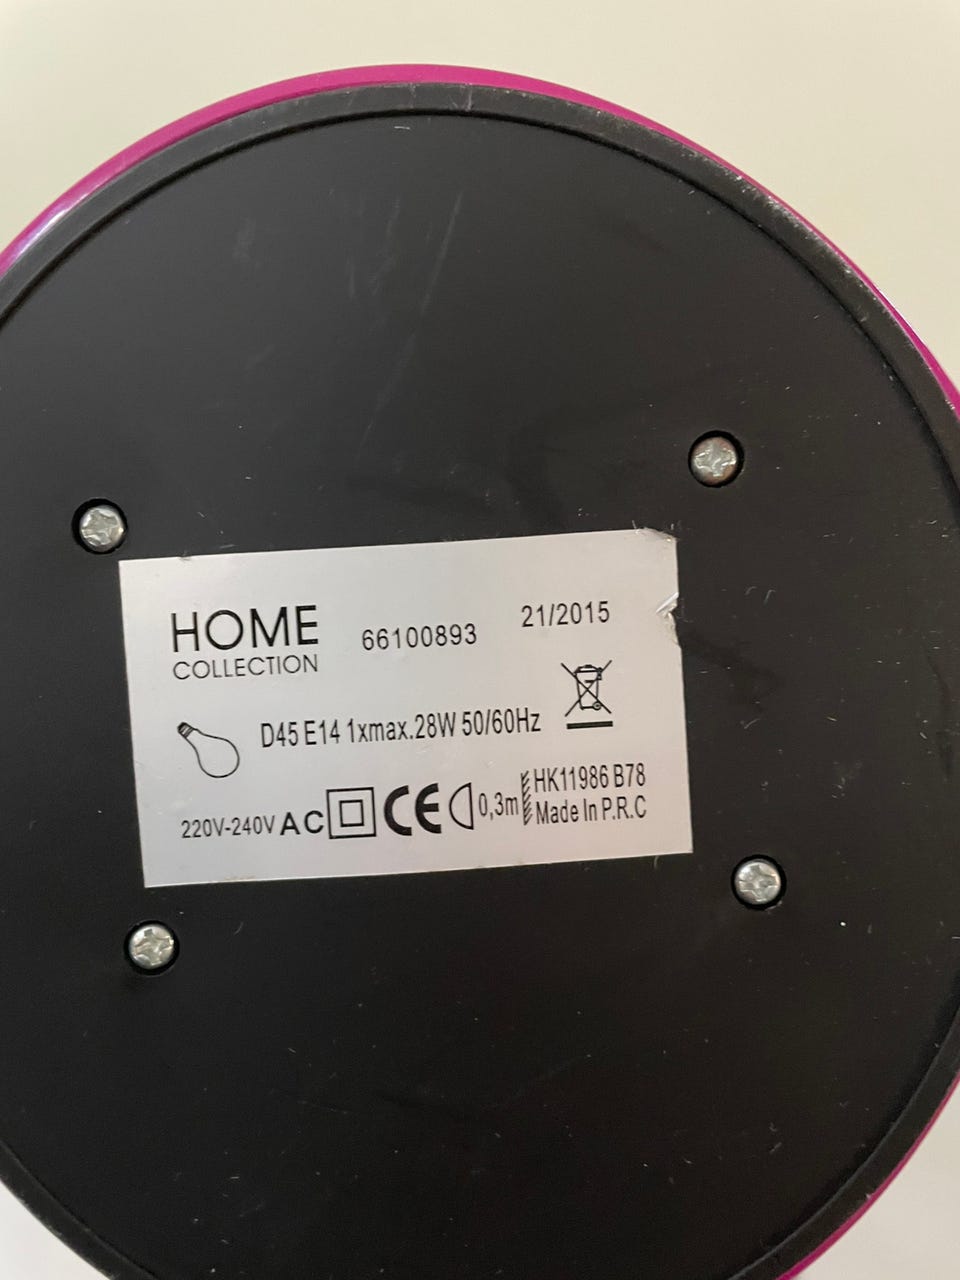 HOME
COLLECTION
66100893
21/2015
D45 E14 1xmax.28W 50/60Hz
220V-240V AC CE 0,3m
HK11986 B78
Made In P.R.C